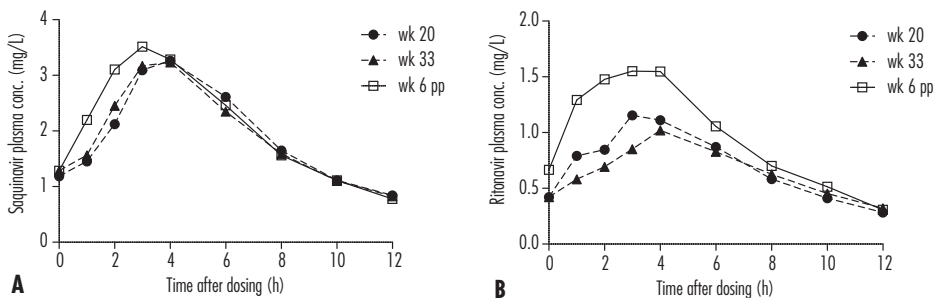 Saquinavir plasma conc. (mg/L)
4
3
2
1
0
0 2 4 6 8 10 12
Time after dosing (h)
wk 20
wk 33
wk 6 pp
A
Ritonavir plasma conc. (mg/L)
2.0
1.5
1.0
0.5
0.0
0 2 4 6 8 10 12
Time after dosing (h)
wk 20
wk 33
wk 6 pp
B